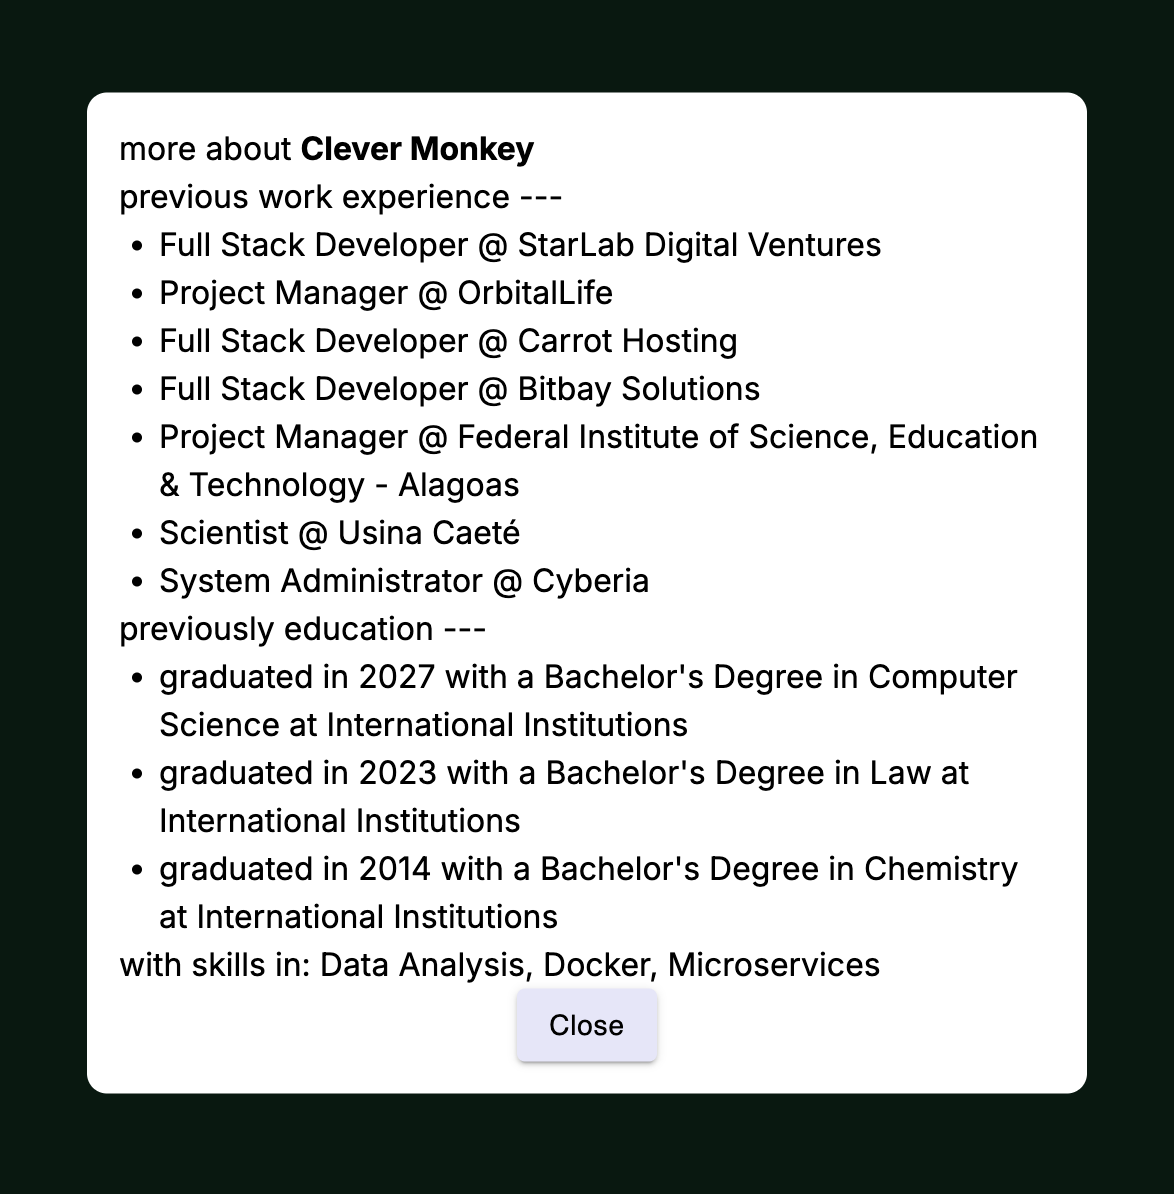 more about Clever Monkey
previous work experience ---
• Full Stack Developer @ StarLab Digital Ventures
• Project Manager @ OrbitalLife
• Full Stack Developer @ Carrot Hosting
• Full Stack Developer @ Bitbay Solutions
• Project Manager @ Federal Institute of Science, Education
& Technology - Alagoas
• Scientist @ Usina Caeté
• System Administrator @ Cyberia
previously education ---
• graduated in 2027 with a Bachelor's Degree in Computer
Science at International Institutions
• graduated in 2023 with a Bachelor's Degree in Law at
International Institutions
• graduated in 2014 with a Bachelor's Degree in Chemistry
at International Institutions
with skills in: Data Analysis, Docker, Microservices
Close